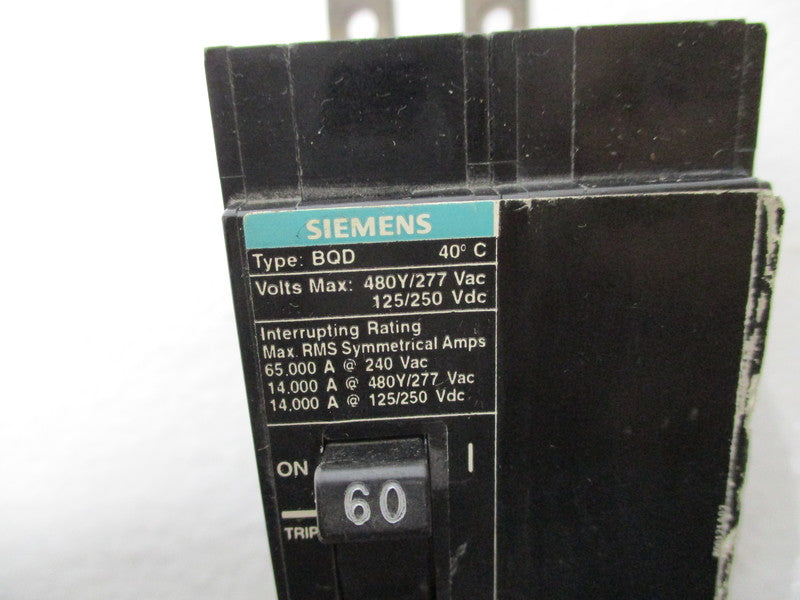 SIEMENS
Type: BQD 40° C
Volts Max: 480Y/277 Vac
125/250 Vdc
Interrupting Rating
Max. RMS Symmetrical Amps
65,000 A @ 240 Vac
14,000 A @ 480Y/277 Vac
14,000 A @ 125/250 Vdc
ON I
60
TRIP